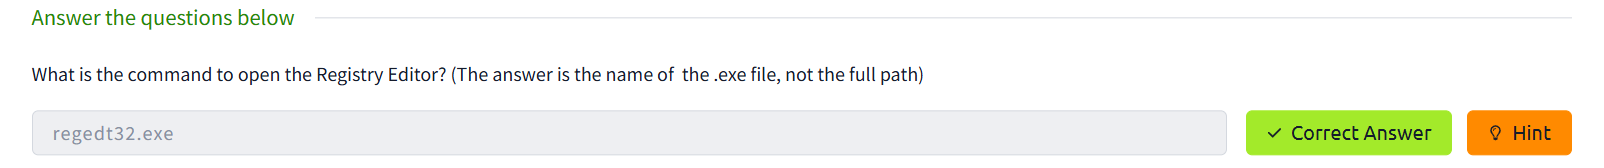 Answer the questions below
What is the command to open the Registry Editor? (The answer is the name of  the .exe file, not the full path)
regedt32.exe
Correct Answer
Hint